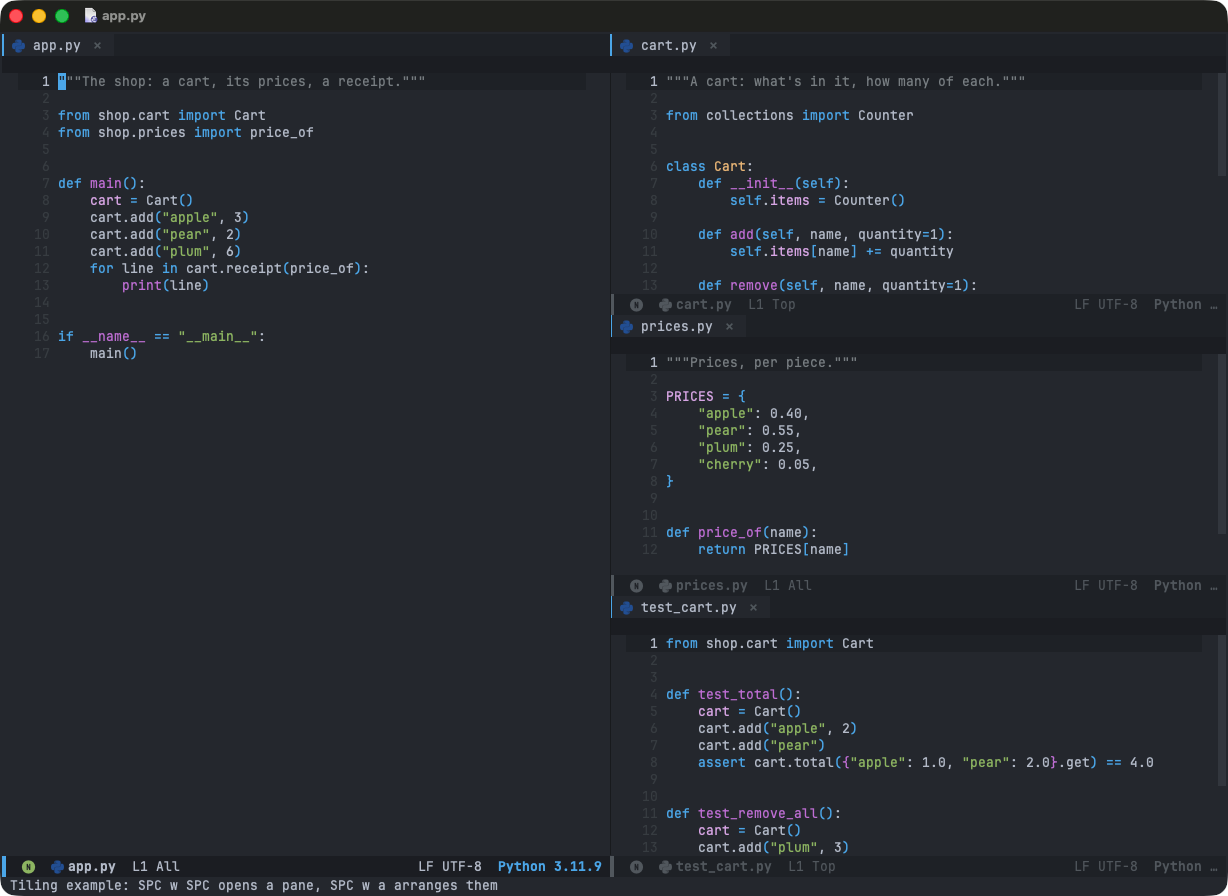 app.py
app.py ×
1 """The shop: a cart, its prices, a receipt."""
2
3 from shop.cart import Cart
4 from shop.prices import price_of
5
6
7 def main():
8     cart = Cart()
9     cart.add("apple", 3)
10     cart.add("pear", 2)
11     cart.add("plum", 6)
12     for line in cart.receipt(price_of):
13         print(line)
14
15
16 if __name__ == "__main__":
17     main()
N app.py L1 All LF UTF-8 Python 3.11.9
cart.py ×
1 """A cart: what's in it, how many of each."""
2
3 from collections import Counter
4
5
6 class Cart:
7     def __init__(self):
8         self.items = Counter()
9
10     def add(self, name, quantity=1):
11         self.items[name] += quantity
12
13     def remove(self, name, quantity=1):
N cart.py L1 Top LF UTF-8 Python …
prices.py ×
1 """Prices, per piece."""
2
3 PRICES = {
4     "apple": 0.40,
5     "pear": 0.55,
6     "plum": 0.25,
7     "cherry": 0.05,
8 }
9
10
11 def price_of(name):
12     return PRICES[name]
N prices.py L1 All LF UTF-8 Python …
test_cart.py ×
1 from shop.cart import Cart
2
3
4 def test_total():
5     cart = Cart()
6     cart.add("apple", 2)
7     cart.add("pear")
8     assert cart.total({"apple": 1.0, "pear": 2.0}.get) == 4.0
9
10
11 def test_remove_all():
12     cart = Cart()
13     cart.add("plum", 3)
N test_cart.py L1 Top LF UTF-8 Python …
Tiling example: SPC w SPC opens a pane, SPC w a arranges them